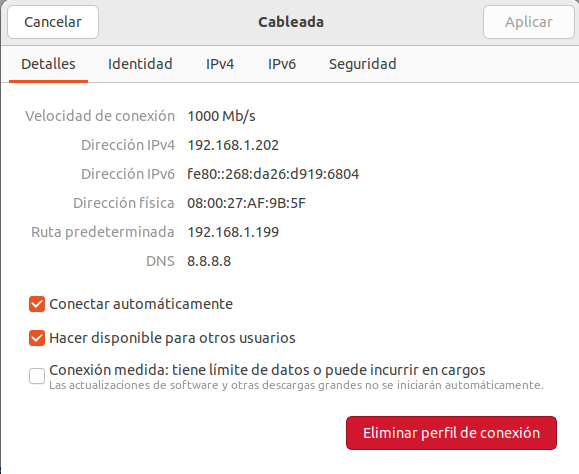 Cancelar Cableada Aplicar
Detalles Identidad IPv4 IPv6 Seguridad
Velocidad de conexión 1000 Mb/s
Dirección IPv4 192.168.1.202
Dirección IPv6 fe80::268:da26:d919:6804
Dirección física 08:00:27:AF:9B:5F
Ruta predeterminada 192.168.1.199
DNS 8.8.8.8
Conectar automáticamente
Hacer disponible para otros usuarios
Conexión medida: tiene límite de datos o puede incurrir en cargos
Las actualizaciones de software y otras descargas grandes no se iniciarán automáticamente.
Eliminar perfil de conexión